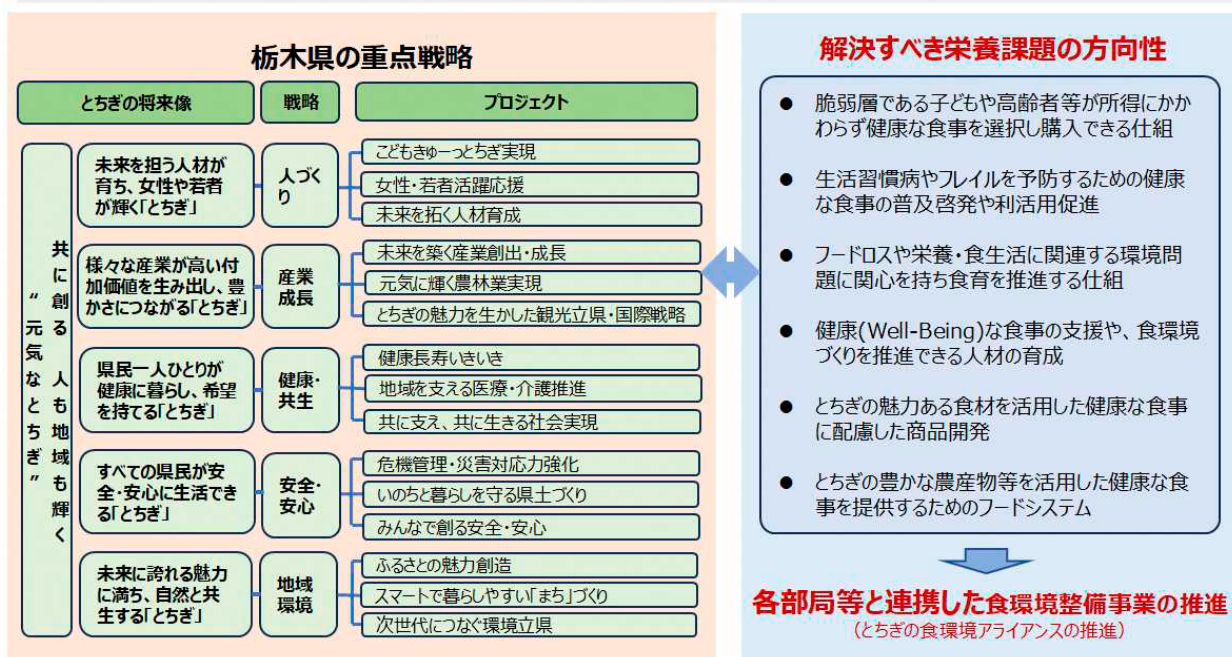 栃木県の重点戦略
とちぎの将来像
戦略
プロジェクト
共に創る 人も地域も輝く
“元気なとちぎ”
未来を担う人材が
育ち、女性や若者
が輝く「とちぎ」
人づく
り
こどもきゅーっとちぎ実現
女性・若者活躍応援
未来を拓く人材育成
様々な産業が高い付
加価値を生み出し、豊
かさにつながる「とちぎ」
産業
成長
未来を築く産業創出・成長
元気に輝く農林業実現
とちぎの魅力を生かした観光立県・国際戦略
県民一人ひとりが
健康に暮らし、希望
を持てる「とちぎ」
健康・
共生
健康長寿いきいき
地域を支える医療・介護推進
共に支え、共に生きる社会実現
すべての県民が安
全・安心に生活でき
る「とちぎ」
安全・
安心
危機管理・災害対応力強化
いのちと暮らしを守る県土づくり
みんなで創る安全・安心
未来に誇れる魅力
に満ち、自然と共
生する「とちぎ」
地域
環境
ふるさとの魅力創造
スマートで暮らしやすい「まち」づくり
次世代につなぐ環境立県
解決すべき栄養課題の方向性
● 脆弱層である子どもや高齢者等が所得にかか
わらず健康な食事を選択し購入できる仕組
● 生活習慣病やフレイルを予防するための健康
な食事の普及啓発や利活用促進
● フードロスや栄養・食生活に関連する環境問
題に関心を持ち食育を推進する仕組
● 健康(Well-Being)な食事の支援や、食環境
づくりを推進できる人材の育成
● とちぎの魅力ある食材を活用した健康な食事
に配慮した商品開発
● とちぎの豊かな農産物等を活用した健康な食
事を提供するためのフードシステム
各部局等と連携した食環境整備事業の推進
(とちぎの食環境アライアンスの推進)